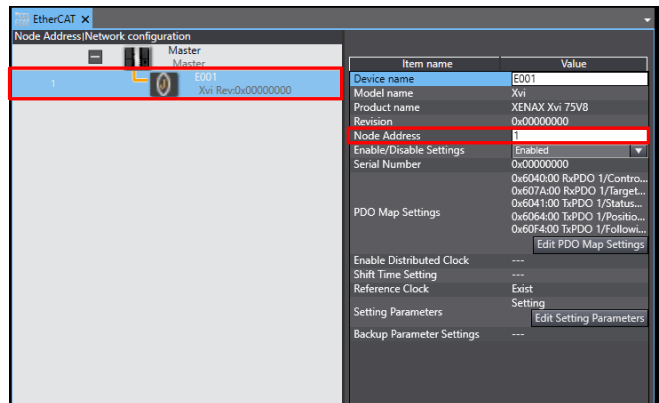 EtherCAT ×
Node Address|Network configuration
Master
Master
1
E001
Xvi Rev:0x00000000
Item name Value
Device name E001
Model name Xvi
Product name XENAX Xvi 75V8
Revision 0x00000000
Node Address 1
Enable/Disable Settings Enabled
Serial Number 0x00000000
PDO Map Settings
0x6040:00 RxPDO 1/Contro...
0x607A:00 RxPDO 1/Target...
0x6041:00 TxPDO 1/Status...
0x6064:00 TxPDO 1/Positio...
0x60F4:00 TxPDO 1/Followi...
Edit PDO Map Settings
Enable Distributed Clock ---
Shift Time Setting ---
Reference Clock Exist
Setting Parameters Setting
Edit Setting Parameters
Backup Parameter Settings ---